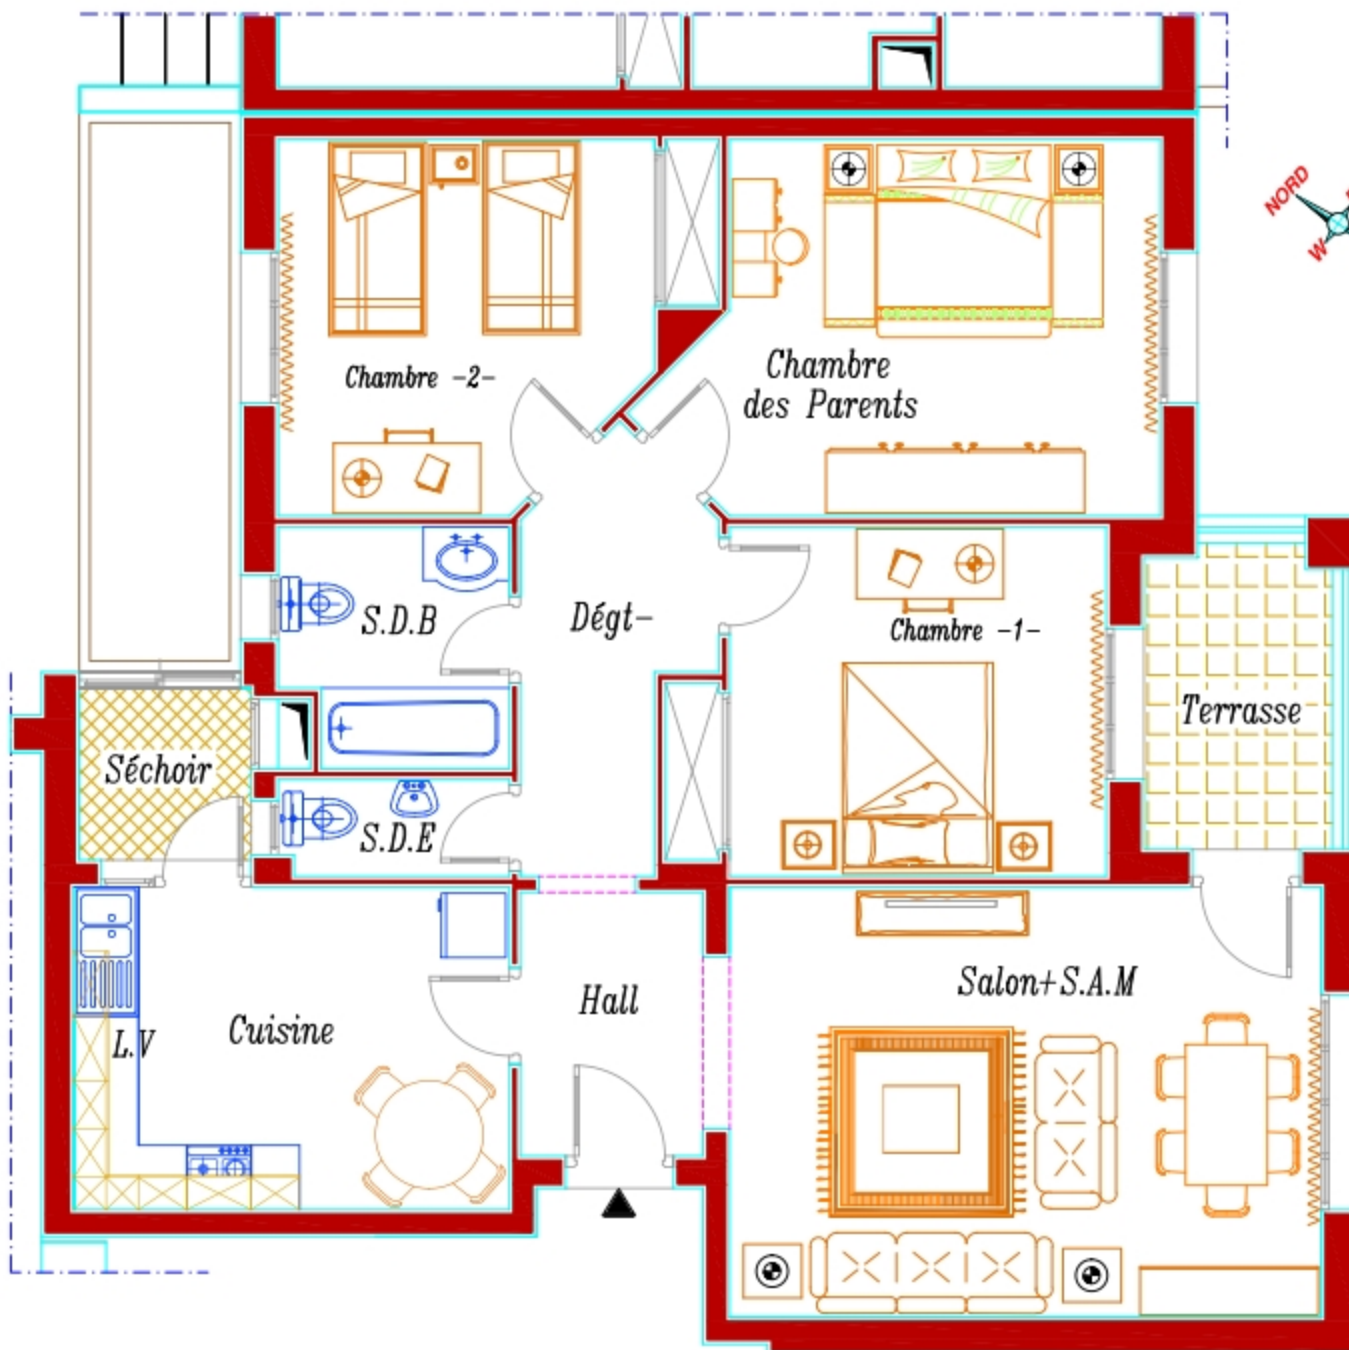 NORD
W
Chambre
des Parents
Chambre -2-
S.D.B
Dégt-
Chambre -1-
Terrasse
Séchoir
S.D.E
Salon+S.A.M
Hall
Cuisine
L.V